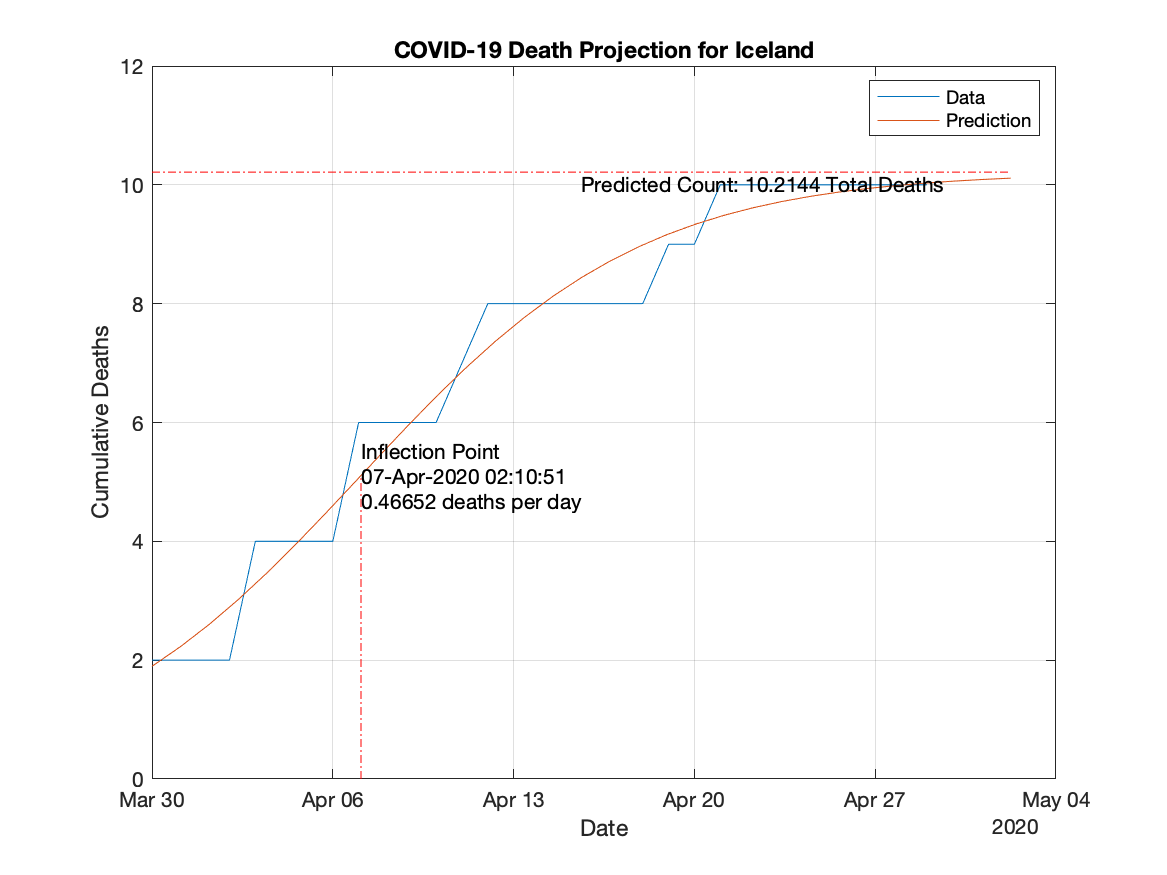 COVID-19 Death Projection for Iceland
12
Data
Prediction
10
Predicted Count: 10.2144 Total Deaths
8
6
Inflection Point
07-Apr-2020 02:10:51
0.46652 deaths per day
4
2
0
Cumulative Deaths
Mar 30
Apr 06
Apr 13
Apr 20
Apr 27
May 04
Date
2020